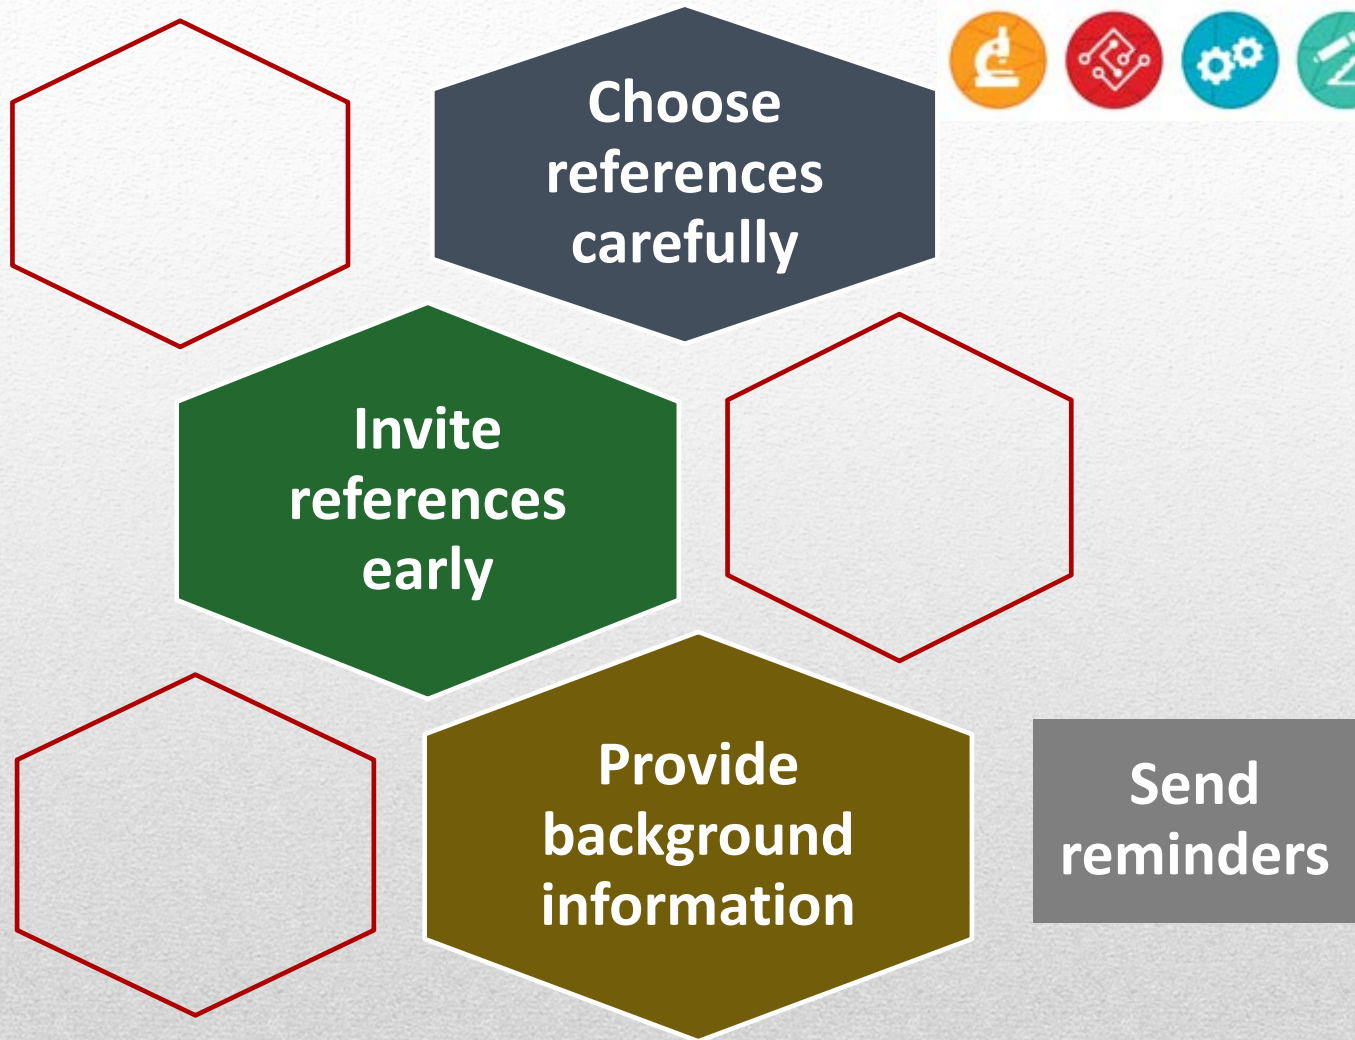 Choose
references
carefully
Invite
references
early
Provide
background
information
Send
reminders